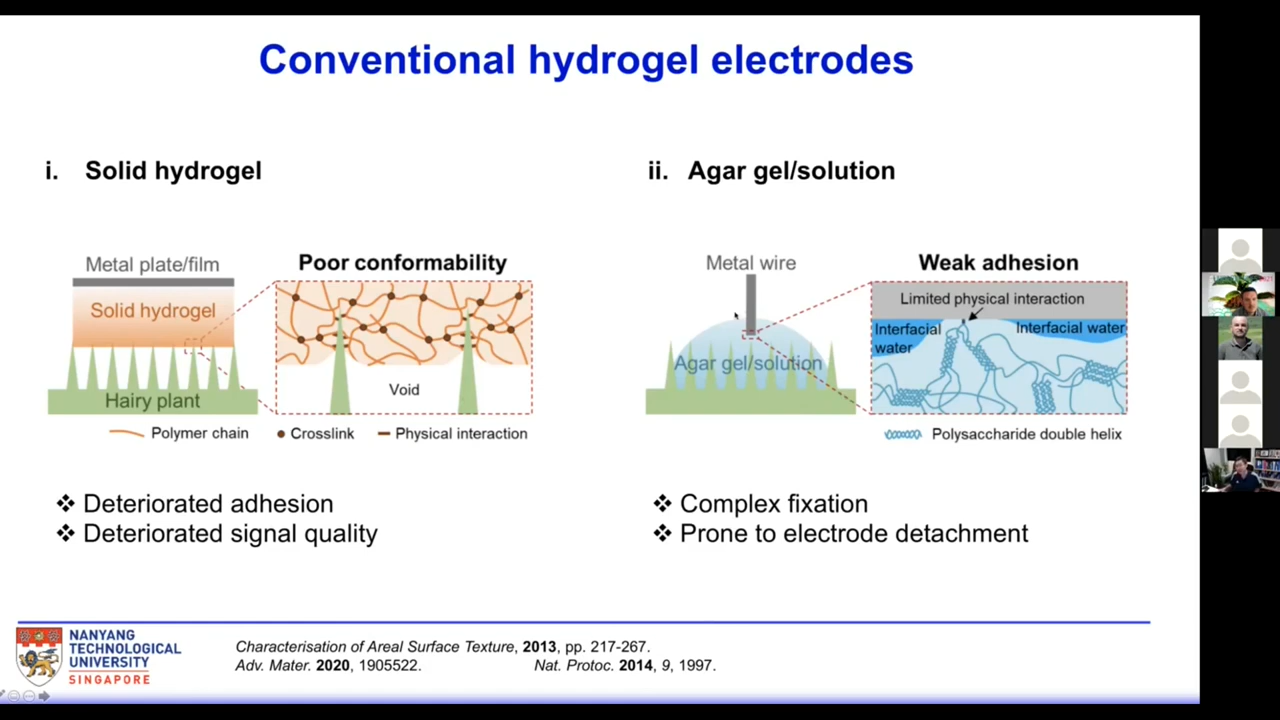 Conventional hydrogel electrodes
i. Solid hydrogel
Metal plate/film
Solid hydrogel
Hairy plant
Poor conformability
Void
Polymer chain
Crosslink
Physical interaction
❖ Deteriorated adhesion
❖ Deteriorated signal quality
ii. Agar gel/solution
Metal wire
Agar gel/solution
Weak adhesion
Limited physical interaction
Interfacial
water
Interfacial water
Polysaccharide double helix
❖ Complex fixation
❖ Prone to electrode detachment
NANYANG
TECHNOLOGICAL
UNIVERSITY
SINGAPORE
Characterisation of Areal Surface Texture, 2013, pp. 217-267.
Adv. Mater. 2020, 1905522.
Nat. Protoc. 2014, 9, 1997.